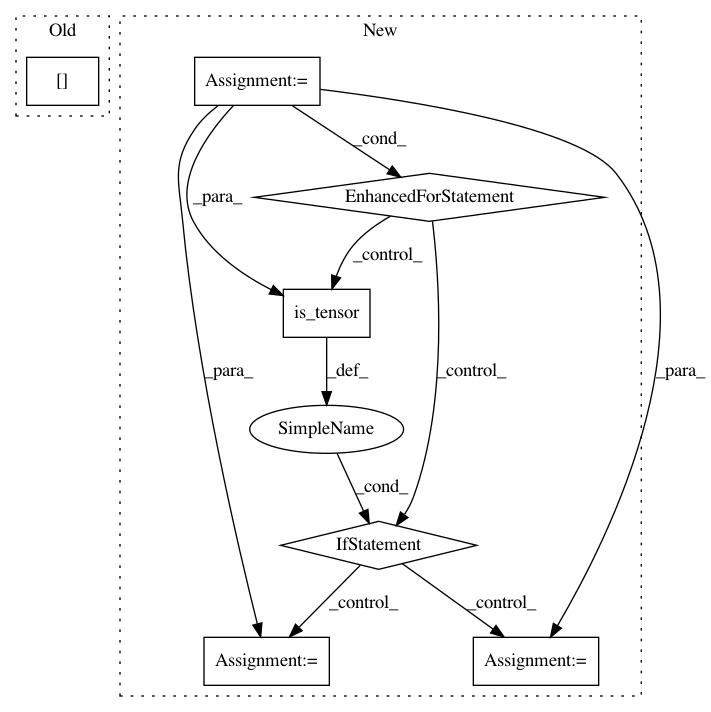 Old
New
[]
Assignment:=
_cond_
_para_
EnhancedForStatement
_control_
is_tensor
_para_
_def_
_control_
_para_
SimpleName
_cond_
IfStatement
_control_
_control_
Assignment:=
Assignment:=